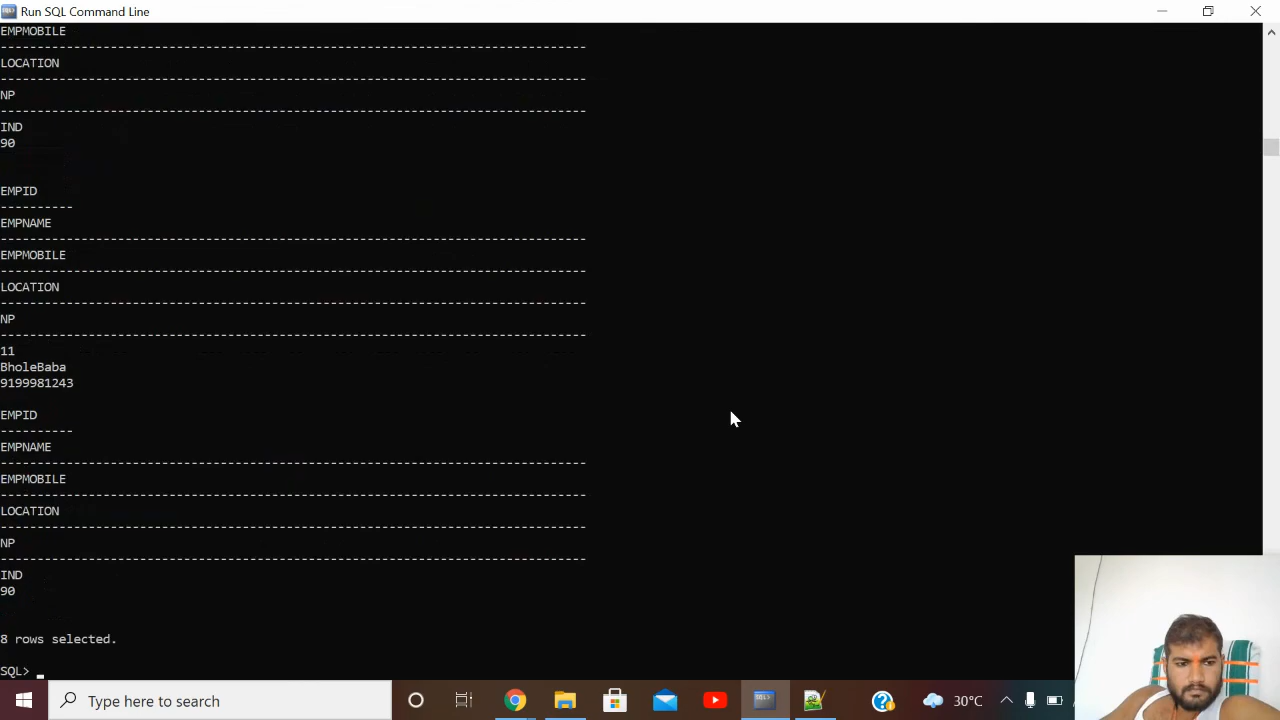 Run SQL Command Line
EMPMOBILE
--------------------------------------------------------------------------------
LOCATION
--------------------------------------------------------------------------------
NP
--------------------------------------------------------------------------------
IND
90
EMPID
----------
EMPNAME
--------------------------------------------------------------------------------
EMPMOBILE
--------------------------------------------------------------------------------
LOCATION
--------------------------------------------------------------------------------
NP
--------------------------------------------------------------------------------
11
BholeBaba
9199981243
EMPID
----------
EMPNAME
--------------------------------------------------------------------------------
EMPMOBILE
--------------------------------------------------------------------------------
LOCATION
--------------------------------------------------------------------------------
NP
--------------------------------------------------------------------------------
IND
90
8 rows selected.
SQL>
Type here to search
30°C